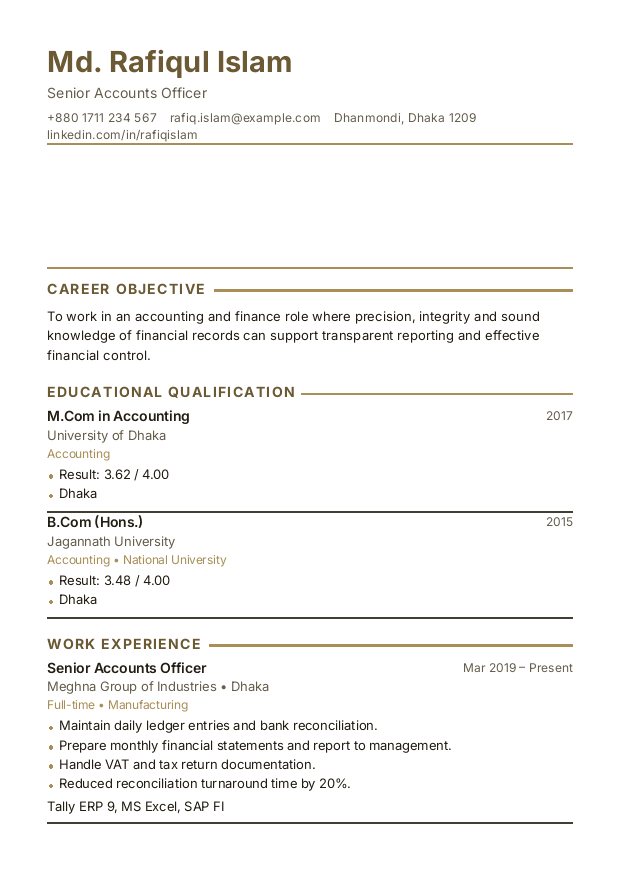 Md. Rafiqul Islam
Senior Accounts Officer
+880 1711 234 567 rafiq.islam@example.com Dhanmondi, Dhaka 1209
linkedin.com/in/rafiqislam
CAREER OBJECTIVE
To work in an accounting and finance role where precision, integrity and sound
knowledge of financial records can support transparent reporting and effective
financial control.
EDUCATIONAL QUALIFICATION
M.Com in Accounting 2017
University of Dhaka
Accounting
• Result: 3.62 / 4.00
• Dhaka
B.Com (Hons.) 2015
Jagannath University
Accounting • National University
• Result: 3.48 / 4.00
• Dhaka
WORK EXPERIENCE
Senior Accounts Officer Mar 2019 – Present
Meghna Group of Industries • Dhaka
Full-time • Manufacturing
• Maintain daily ledger entries and bank reconciliation.
• Prepare monthly financial statements and report to management.
• Handle VAT and tax return documentation.
• Reduced reconciliation turnaround time by 20%.
Tally ERP 9, MS Excel, SAP FI